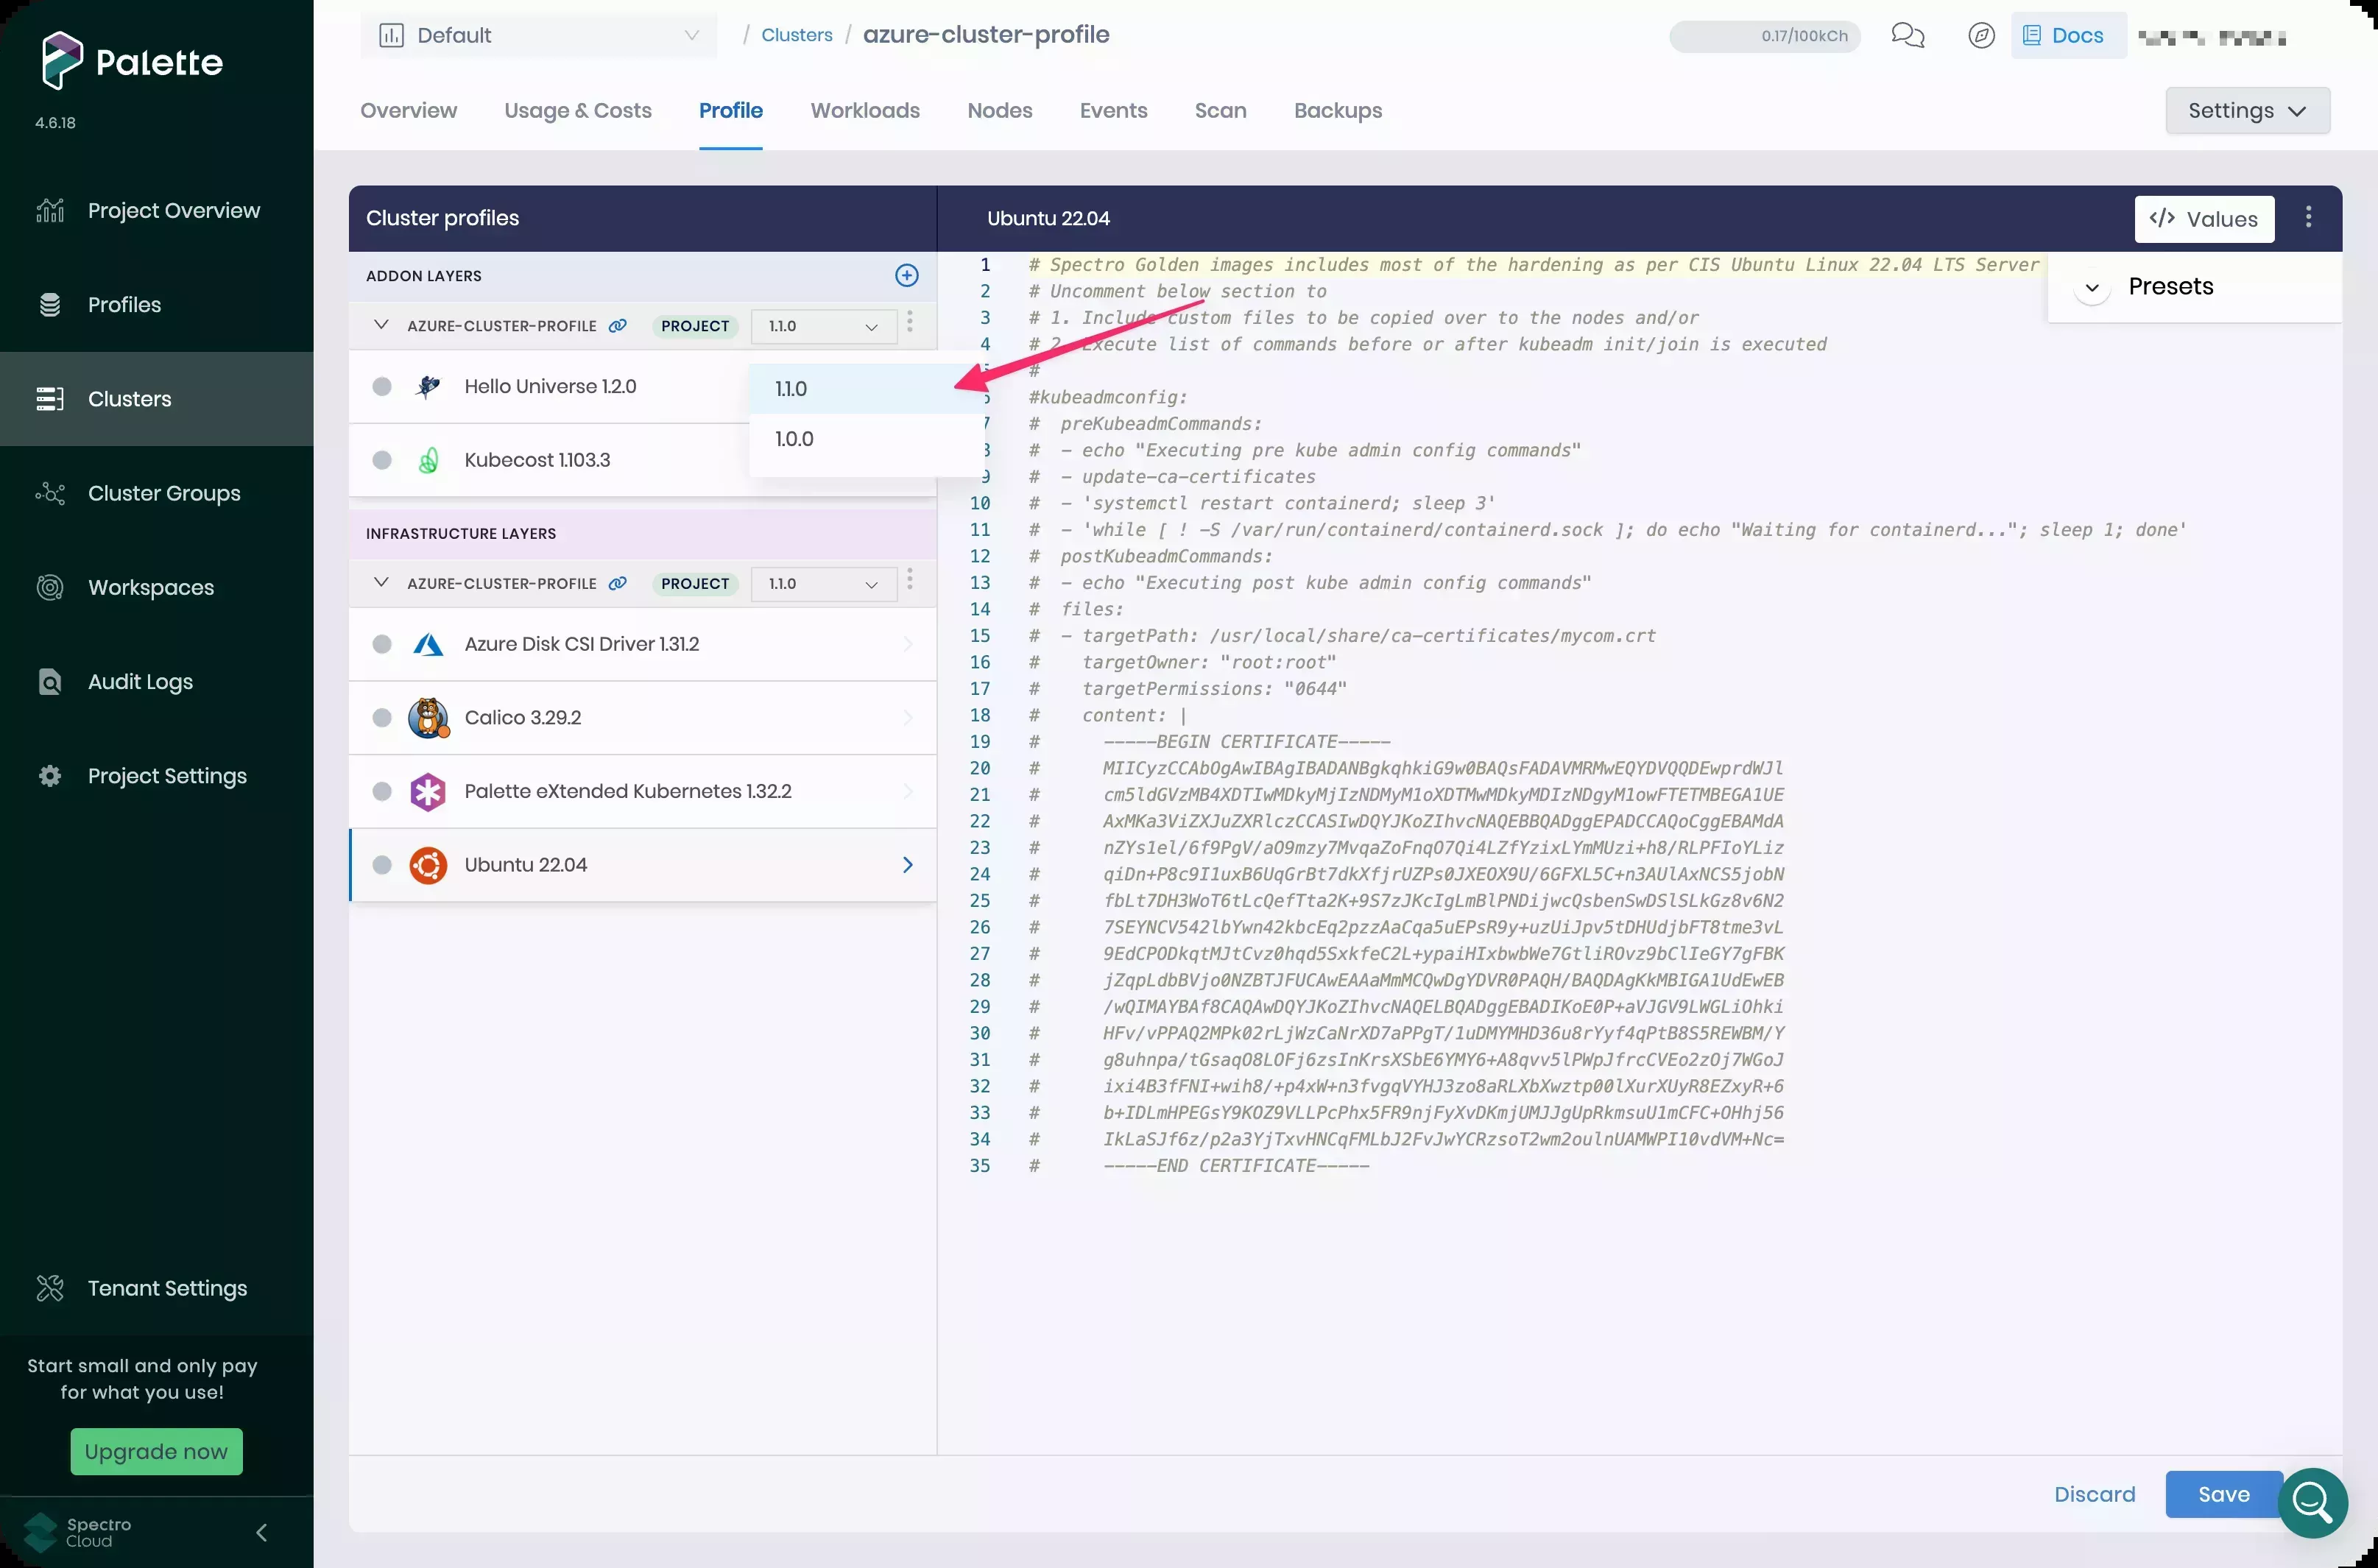 Palette
4.6.18
Project Overview
Profiles
Clusters
Cluster Groups
Workspaces
Audit Logs
Project Settings
Tenant Settings
Start small and only pay
for what you use!
Upgrade now
Spectro
Cloud
Default
/ Clusters / azure-cluster-profile
0.17/100kCh
Docs
Overview
Usage & Costs
Profile
Workloads
Nodes
Events
Scan
Backups
Settings
Cluster profiles
ADDON LAYERS
AZURE-CLUSTER-PROFILE PROJECT 1.1.0
Hello Universe 1.2.0
1.1.0
1.0.0
Kubecost 1.103.3
INFRASTRUCTURE LAYERS
AZURE-CLUSTER-PROFILE PROJECT 1.1.0
Azure Disk CSI Driver 1.31.2
Calico 3.29.2
Palette eXtended Kubernetes 1.32.2
Ubuntu 22.04
Ubuntu 22.04
</> Values
Presets
1 # Spectro Golden images includes most of the hardening as per CIS Ubuntu Linux 22.04 LTS Server
2 # Uncomment below section to
3 # 1. Include custom files to be copied over to the nodes and/or
4 # 2. Execute list of commands before or after kubeadm init/join is executed
#
#kubeadmconfig:
7 #  preKubeadmCommands:
8 #  - echo "Executing pre kube admin config commands"
9 #  - update-ca-certificates
10 #  - 'systemctl restart containerd; sleep 3'
11 #  - 'while [ ! -S /var/run/containerd/containerd.sock ]; do echo "Waiting for containerd..."; sleep 1; done'
12 #  postKubeadmCommands:
13 #  - echo "Executing post kube admin config commands"
14 #  files:
15 #  - targetPath: /usr/local/share/ca-certificates/mycom.crt
16 #    targetOwner: "root:root"
17 #    targetPermissions: "0644"
18 #    content: |
19 #      -----BEGIN CERTIFICATE-----
20 #      MIICyzCCAbOgAwIBAgIBADANBgkqhkiG9w0BAQsFADAVMRMwEQYDVQQDEwprdWJl
21 #      cm5ldGVzMB4XDTIwMDkyMjIzNDMyM1oXDTMwMDkyMDIzNDgyM1owFTETMBEGA1UE
22 #      AxMKa3ViZXJuZXRlczCCASIwDQYJKoZIhvcNAQEBBQADggEPADCCAQoCggEBAMdA
23 #      nZYs1el/6f9PgV/aO9mzy7MvqaZoFnqO7Qi4LZfYzixLYmMUzi+h8/RLPFIoYLiz
24 #      qiDn+P8c9I1uxB6UqGrBt7dkXfjrUZPs0JXEOX9U/6GFXL5C+n3AUlAxNCS5jobN
25 #      fbLt7DH3WoT6tLcQefTta2K+9S7zJKcIgLmBlPNDijwcQsbenSwDSlSLkGz8v6N2
26 #      7SEYNCV542lbYwn42kbcEq2pzzAaCqa5uEPsR9y+uzUiJpv5tDHUdjbFT8tme3vL
27 #      9EdCPODkqtMJtCvz0hqd5SxkfeC2L+ypaiHIxbwbWe7GtliROvz9bClIeGY7gFBK
28 #      jZqpLdbBVjo0NZBTJFUCAwEAAaMmMCQwDgYDVR0PAQH/BAQDAgKkMBIGA1UdEwEB
29 #      /wQIMAYBAf8CAQAwDQYJKoZIhvcNAQELBQADggEBADIKoE0P+aVJGV9LWGLiOhki
30 #      HFv/vPPAQ2MPk02rLjWzCaNrXD7aPPgT/1uDMYMHD36u8rYyf4qPtB8S5REWBM/Y
31 #      g8uhnpa/tGsaqO8LOFj6zsInKrsXSbE6YMY6+A8qvv5lPWpJfrcCVEo2zOj7WGoJ
32 #      ixi4B3fFNI+wih8/+p4xW+n3fvgqVYHJ3zo8aRLXbXwztp00lXurXUyR8EZxyR+6
33 #      b+IDLmHPEGsY9KOZ9VLLPcPhx5FR9njFyXvDKmjUMJJgUpRkmsuU1mCFC+OHhj56
34 #      IkLaSJf6z/p2a3YjTxvHNCqFMLbJ2FvJwYCRzsoT2wm2oulnUAMWPI10vdVM+Nc=
35 #      -----END CERTIFICATE-----
Discard
Save